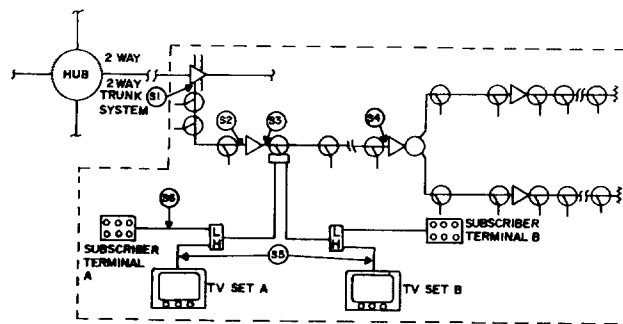 2 WAY
HUB
2 WAY
TRUNK
SYSTEM
S1
S2
S3
S4
S6
L
H
L
H
SUBSCRIBER
TERMINAL
A
SUBSCRIBER
TERMINAL B
S5
TV SET A
TV SET B